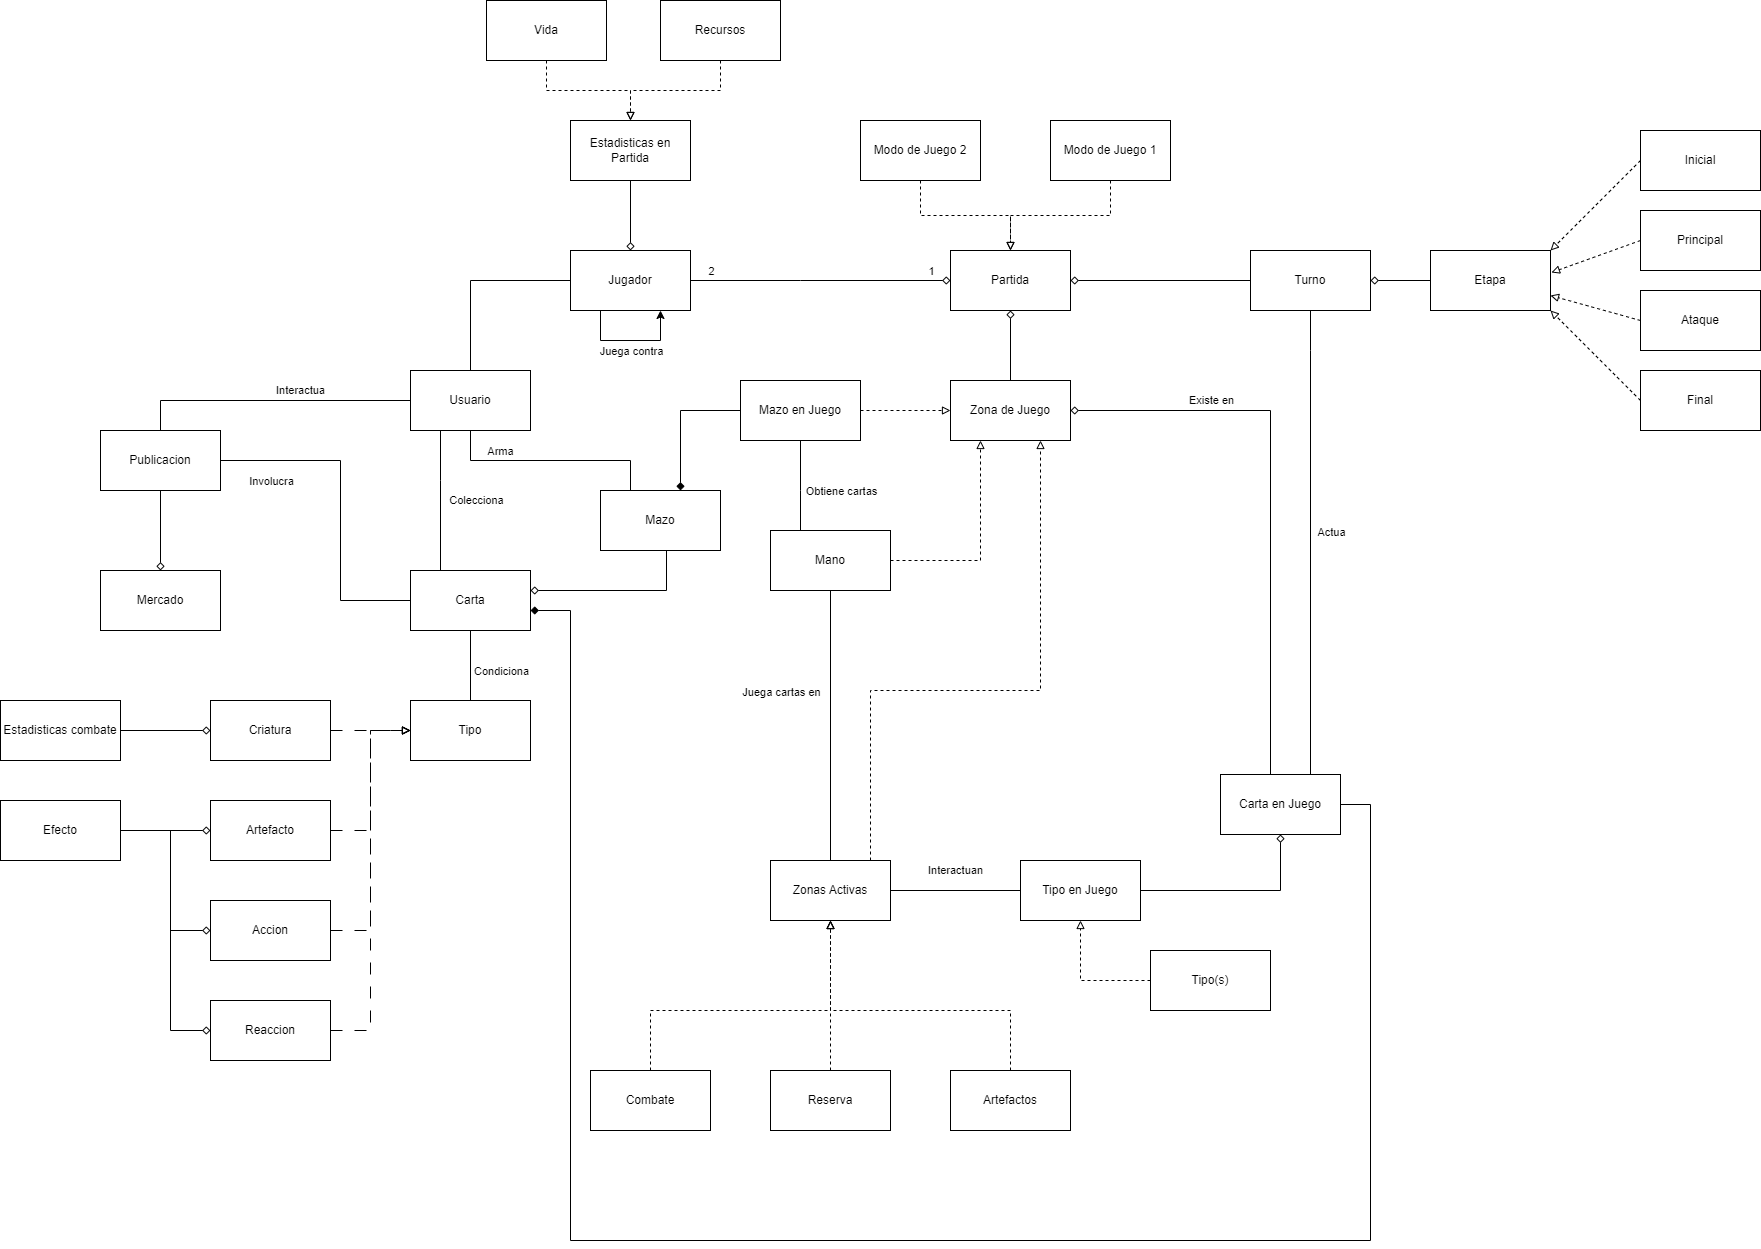 Vida
Recursos
Estadisticas en
Partida
Modo de Juego 2
Modo de Juego 1
Inicial
Principal
Jugador
2
1
Partida
Turno
Etapa
Ataque
Juega contra
Final
Interactua
Usuario
Mazo en Juego
Zona de Juego
Existe en
Publicacion
Arma
Involucra
Colecciona
Obtiene cartas
Mazo
Actua
Mano
Mercado
Carta
Condiciona
Juega cartas en
Estadisticas combate
Criatura
Tipo
Carta en Juego
Efecto
Artefacto
Interactuan
Zonas Activas
Tipo en Juego
Accion
Tipo(s)
Reaccion
Combate
Reserva
Artefactos